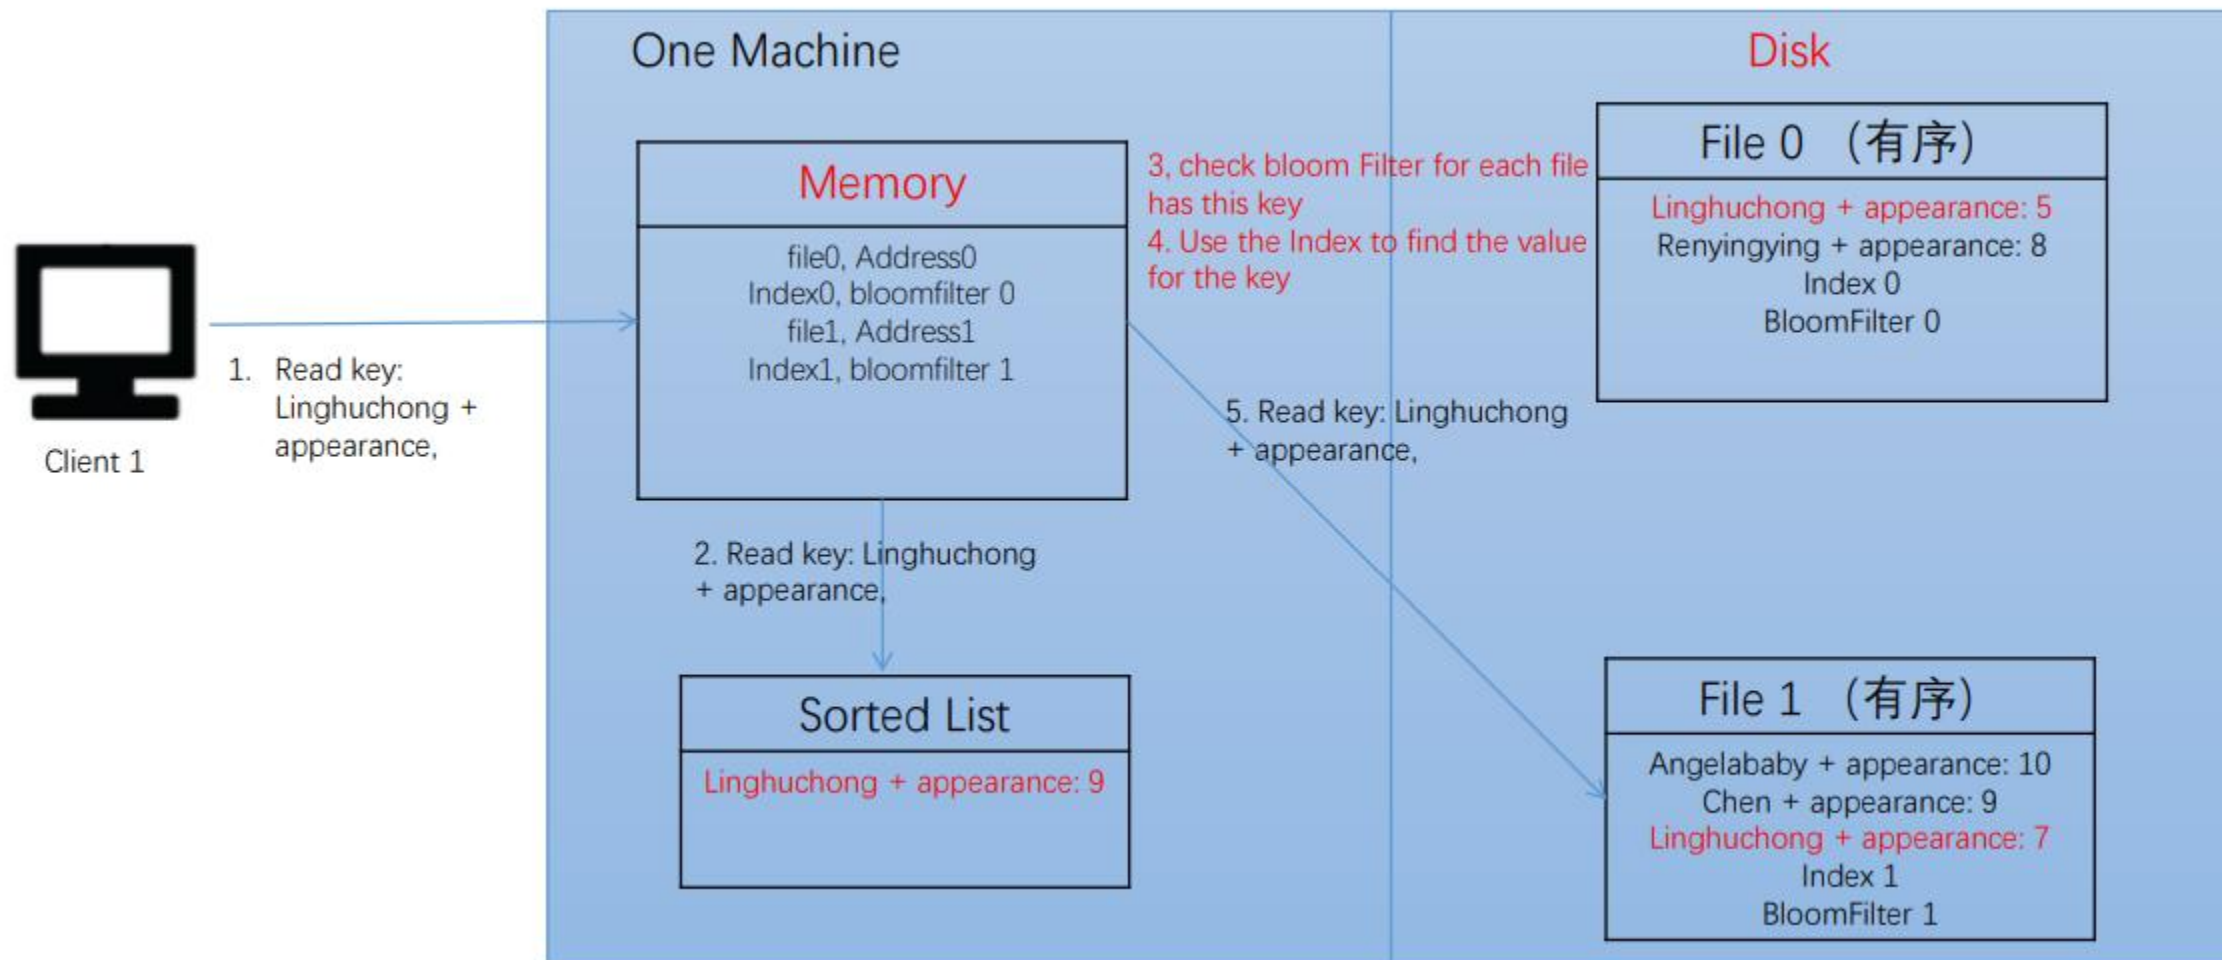 One Machine
Disk
Memory
file0, Address0
Index0, bloomfilter 0
file1, Address1
Index1, bloomfilter 1
3, check bloom Filter for each file
has this key
4. Use the Index to find the value
for the key
File 0 （有序）
Linghuchong + appearance: 5
Renyingying + appearance: 8
Index 0
BloomFilter 0
Client 1
1. Read key:
Linghuchong +
appearance,
5. Read key: Linghuchong
+ appearance,
2. Read key: Linghuchong
+ appearance,
Sorted List
Linghuchong + appearance: 9
File 1 （有序）
Angelababy + appearance: 10
Chen + appearance: 9
Linghuchong + appearance: 7
Index 1
BloomFilter 1